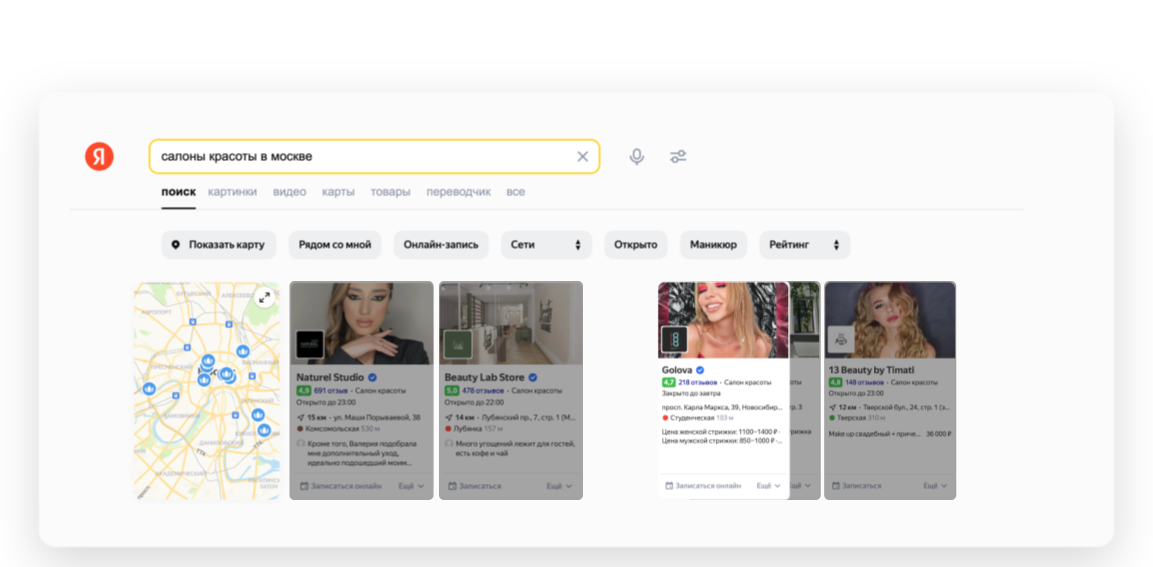 Я
салоны красоты в москве
поиск картинки видео карты товары переводчик все
Показать карту Рядом со мной Онлайн-запись Сети Открыто Маникюр Рейтинг
АЭРОПОРТ
ТТК
ТТК
Naturel Studio
4,9 691 отзыв • Салон красоты
Открыто до 23:00
15 км • ул. Маши Порываевой, 38
Комсомольская 530 м
Кроме того, Валерия подобрала
мне дополнительный уход,
идеально подошедший моим...
Записаться онлайн Ещё
Beauty Lab Store
5,0 478 отзывов • Салон красоты
Открыто до 22:00
14 км • Лубянский пр., 7, стр. 1 (М...
Лубянка 157 м
Много угощений лежит для гостей,
есть кофе и чай
Записаться Ещё
Golova
4,7 218 отзывов • Салон красоты
Закрыто до завтра
просп. Карла Маркса, 39, Новосибир...
Студенческая 103 м
Цена женской стрижки: 1100–1400 ₽ •
Цена мужской стрижки: 850–1000 ₽ •...
Записаться онлайн Ещё
оты
р. 3
рижка
13 Beauty by Timati
4,8 148 отзывов • Салон красоты
Открыто до 23:00
12 км • Тверской бул., 24, стр. 1 (э...
Тверская 310 м
Make up свадебный + приче... 36 000 ₽
Записаться Ещё